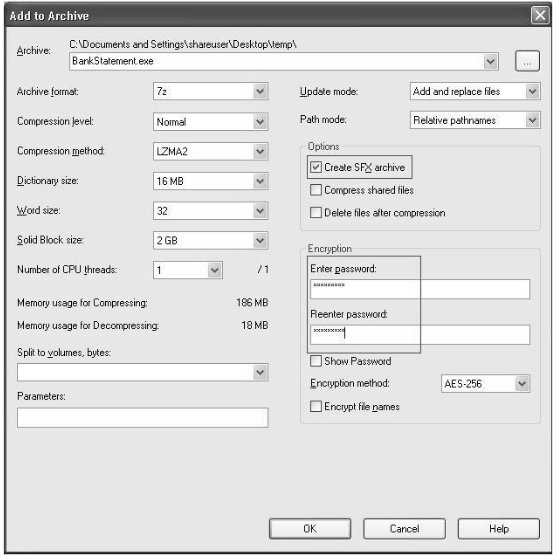 Add to Archive
Archive:
C:\Documents and Settings\shareuser\Desktop\temp\
BankStatement.exe
...
Archive format:
7z
Compression level:
Normal
Compression method:
LZMA2
Dictionary size:
16 MB
Word size:
32
Solid Block size:
2 GB
Number of CPU threads:
1
/ 1
Memory usage for Compressing:
186 MB
Memory usage for Decompressing:
18 MB
Split to volumes, bytes:
Parameters:
Update mode:
Add and replace files
Path mode:
Relative pathnames
Options
Create SFX archive
Compress shared files
Delete files after compression
Encryption
Enter password:
*********
Reenter password:
*********
Show Password
Encryption method:
AES-256
Encrypt file names
OK
Cancel
Help